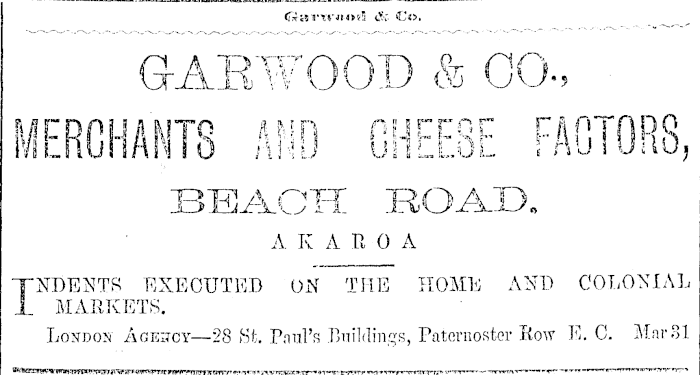 Garwood & Co.
GARWOOD & CO.,
MERCHANTS AND CHEESE FACTORS,
BEACH ROAD.
AKAROA
INDENTS EXECUTED ON THE HOME AND COLONIAL
MARKETS.
LONDON AGENCY—28 St. Paul's Buildings, Paternoster Row E. C. Mar 31